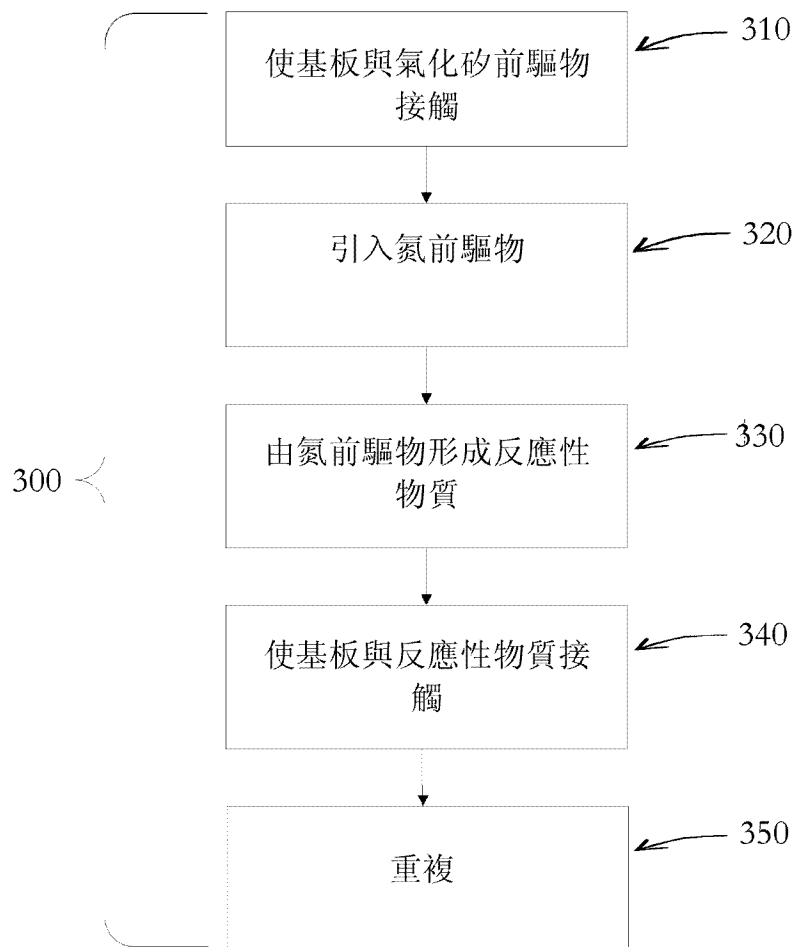 使基板與氣化矽前驅物
接觸
310
引入氮前驅物
320
由氮前驅物形成反應性
物質
330
300
使基板與反應性物質接
觸
340
重複
350